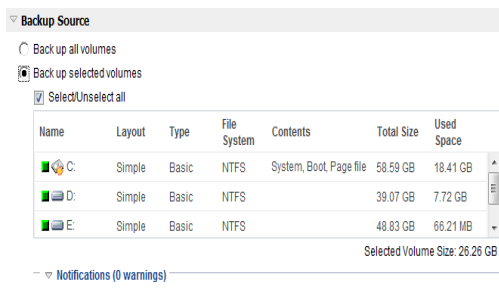 Backup Source
Back up all volumes
Back up selected volumes
Select/Unselect all
Name Layout Type File System Contents Total Size Used Space
C: Simple Basic NTFS System, Boot, Page file 58.59 GB 18.41 GB
D: Simple Basic NTFS 39.07 GB 7.72 GB
E: Simple Basic NTFS 48.83 GB 66.21 MB
Selected Volume Size: 26.26 GB
Notifications (0 warnings)